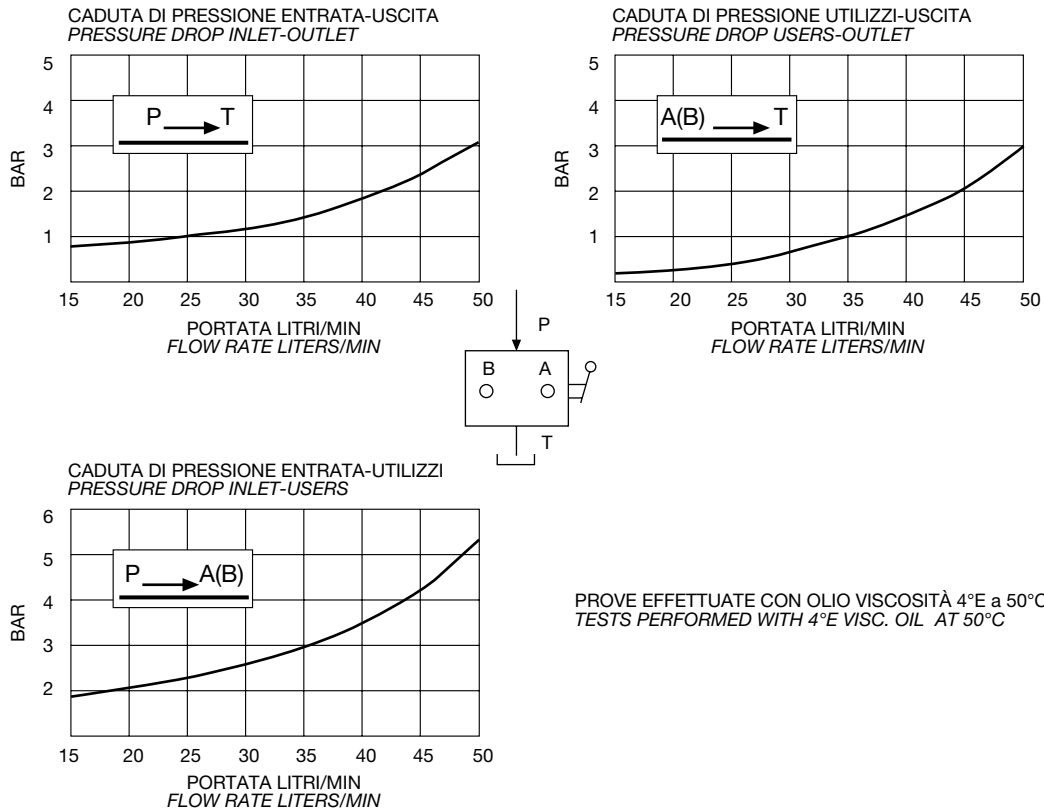 CADUTA DI PRESSIONE ENTRATA-USCITA
PRESSURE DROP INLET-OUTLET
5
4
3
2
1
BAR
P T
15 20 25 30 35 40 45 50
PORTATA LITRI/MIN
FLOW RATE LITERS/MIN
CADUTA DI PRESSIONE UTILIZZI-USCITA
PRESSURE DROP USERS-OUTLET
5
4
3
2
1
BAR
A(B) T
15 20 25 30 35 40 45 50
PORTATA LITRI/MIN
FLOW RATE LITERS/MIN
P
B A
T
CADUTA DI PRESSIONE ENTRATA-UTILIZZI
PRESSURE DROP INLET-USERS
6
5
4
3
2
BAR
P A(B)
15 20 25 30 35 40 45 50
PORTATA LITRI/MIN
FLOW RATE LITERS/MIN
PROVE EFFETTUATE CON OLIO VISCOSITÀ 4°E a 50°C
TESTS PERFORMED WITH 4°E VISC. OIL AT 50°C